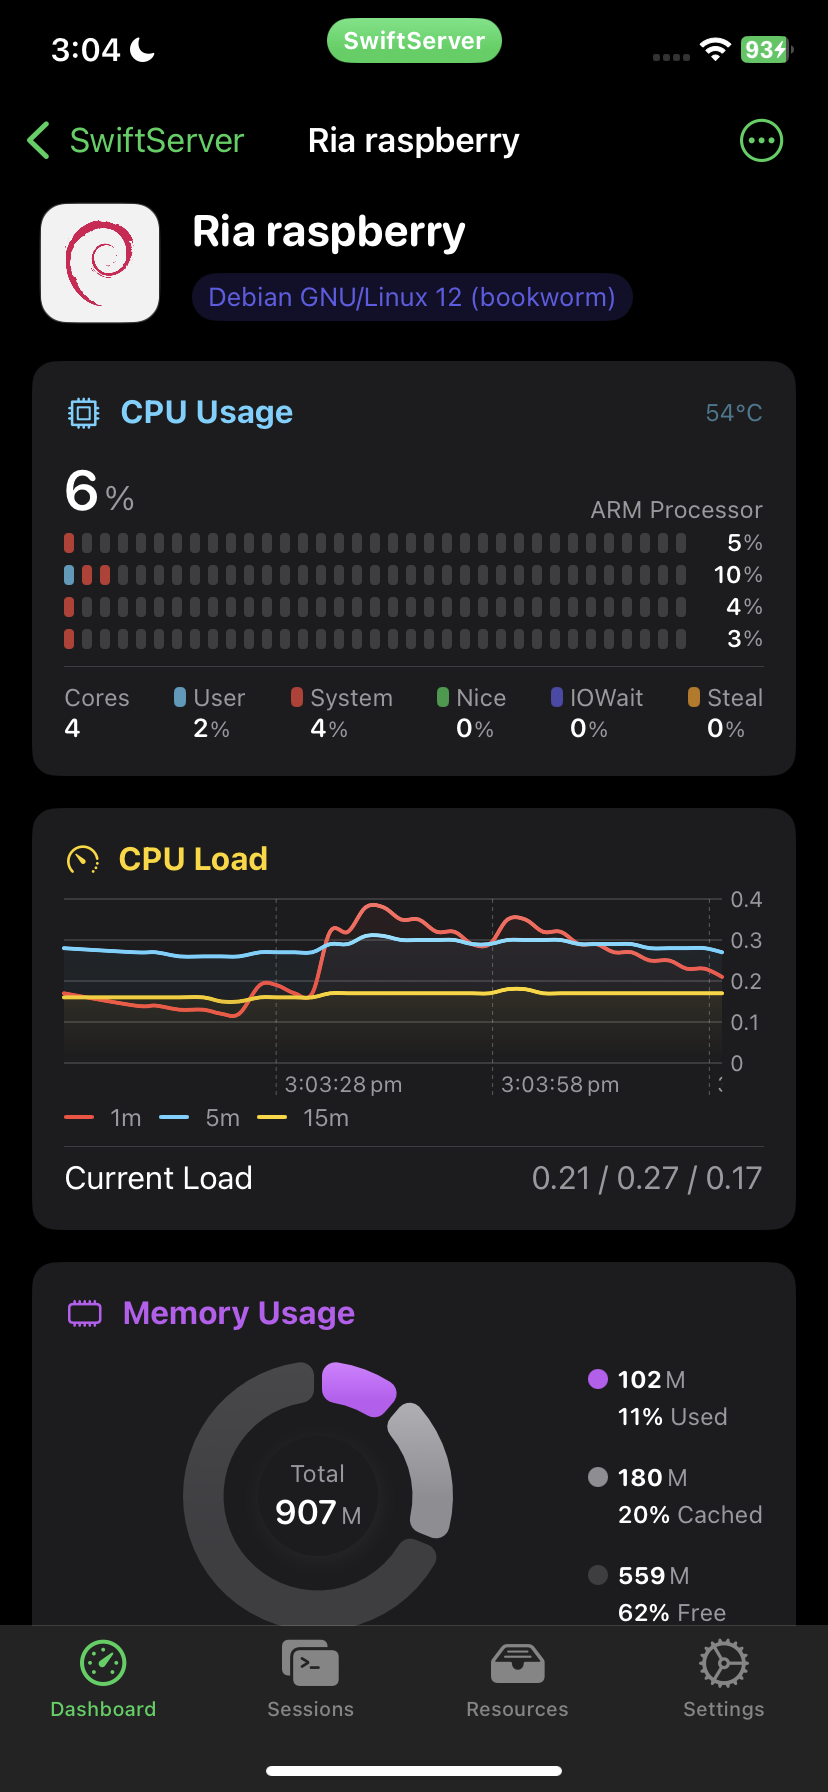 3:04
SwiftServer
93
SwiftServer
Ria raspberry
Ria raspberry
Debian GNU/Linux 12 (bookworm)
CPU Usage
54°C
6 %
ARM Processor
5%
10%
4%
3%
Cores User System Nice IOWait Steal
4 2% 4% 0% 0% 0%
CPU Load
0.4
0.3
0.2
0.1
0
3:03:28 pm 3:03:58 pm
1m 5m 15m
Current Load 0.21 / 0.27 / 0.17
Memory Usage
Total
907 M
102 M
11% Used
180 M
20% Cached
559 M
62% Free
Dashboard Sessions Resources Settings